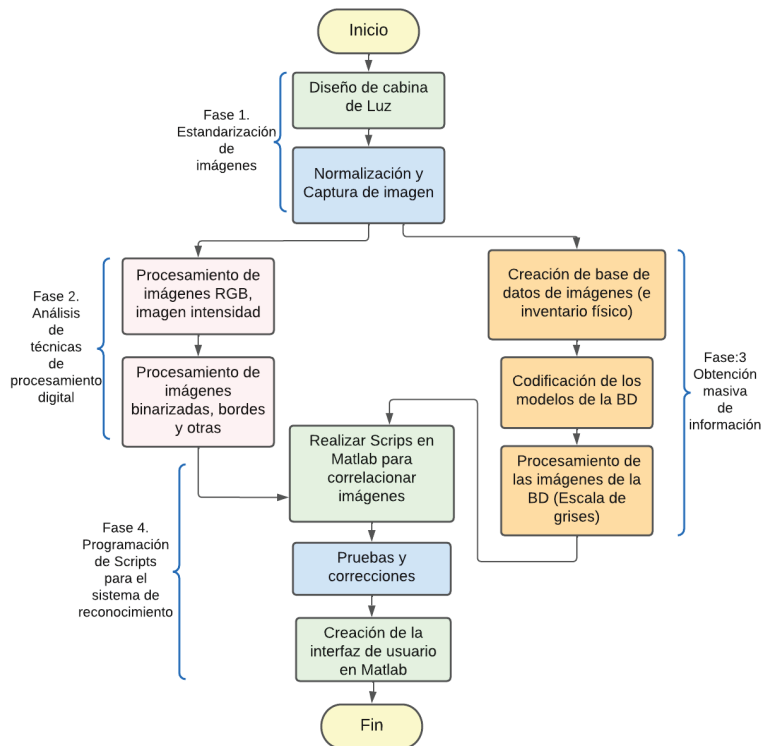 Inicio
Diseño de cabina
de Luz
Fase 1.
Estandarización
de
imágenes
Normalización y
Captura de imagen
Procesamiento de
imágenes RGB,
imagen intensidad
Fase 2.
Análisis
de
técnicas
de
procesamiento
digital
Procesamiento de
imágenes
binarizadas, bordes
y otras
Creación de base de
datos de imágenes (e
inventario físico)
Codificación de los
modelos de la BD
Procesamiento de
las imágenes de la
BD (Escala de
grises)
Fase:3
Obtención
masiva
de
información
Realizar Scrips en
Matlab para
correlacionar
imágenes
Fase 4.
Programación
de Scripts
para el
sistema de
reconocimiento
Pruebas y
correcciones
Creación de la
interfaz de usuario
en Matlab
Fin